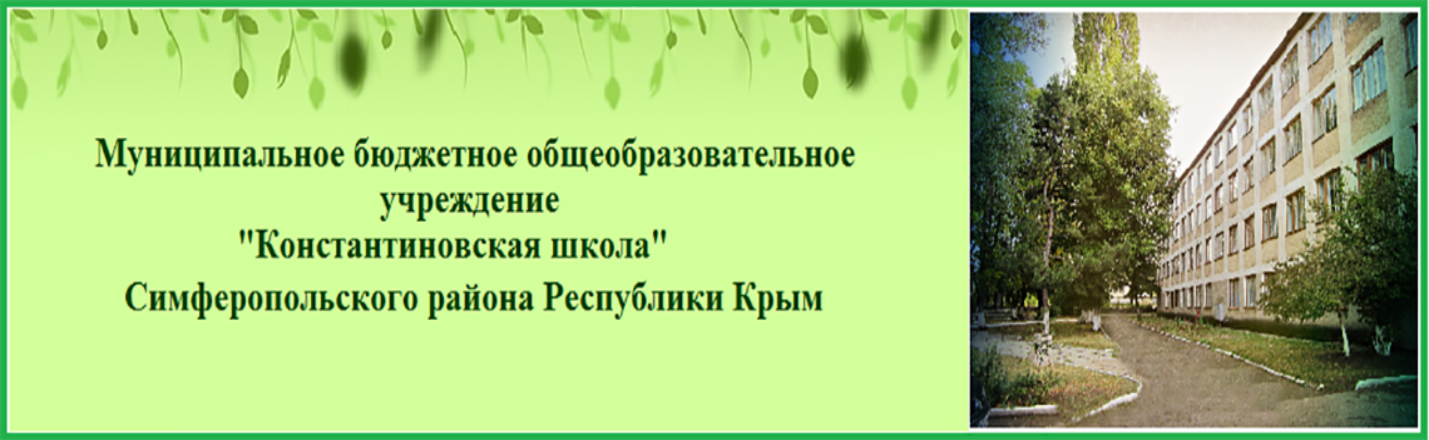 Муниципальное бюджетное общеобразовательное
учреждение
"Константиновская школа"
Симферопольского района Республики Крым